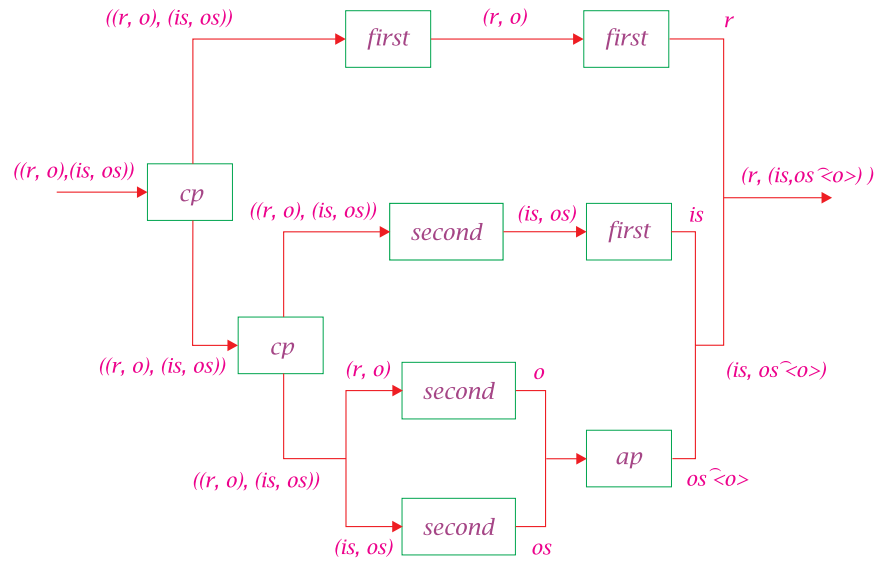 ((r, o), (is, os))
first
(r, o)
first
r
((r, o),(is, os))
cp
(r, (is,os⁀<o>) )
((r, o), (is, os))
second
(is, os)
first
is
cp
((r, o), (is, os))
(r, o)
second
o
(is, os⁀<o>)
ap
((r, o), (is, os))
os⁀<o>
second
(is, os)
os